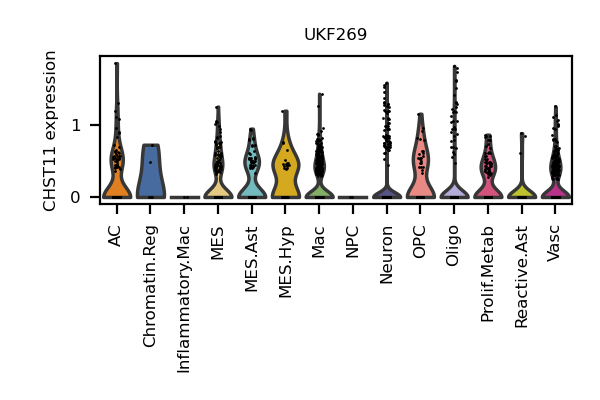 UKF269
CHST11 expression
1
0
AC
Chromatin.Reg
Inflammatory.Mac
MES
MES.Ast
MES.Hyp
Mac
NPC
Neuron
OPC
Oligo
Prolif.Metab
Reactive.Ast
Vasc